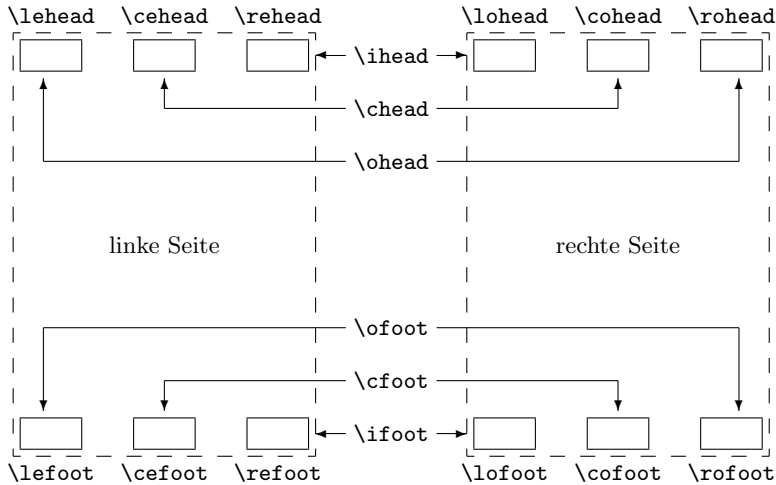 \lehead \cehead \rehead \lohead \cohead \rohead
\ihead
\chead
\ohead
linke Seite rechte Seite
\ofoot
\cfoot
\ifoot
\lefoot \cefoot \refoot \lofoot \cofoot \rofoot